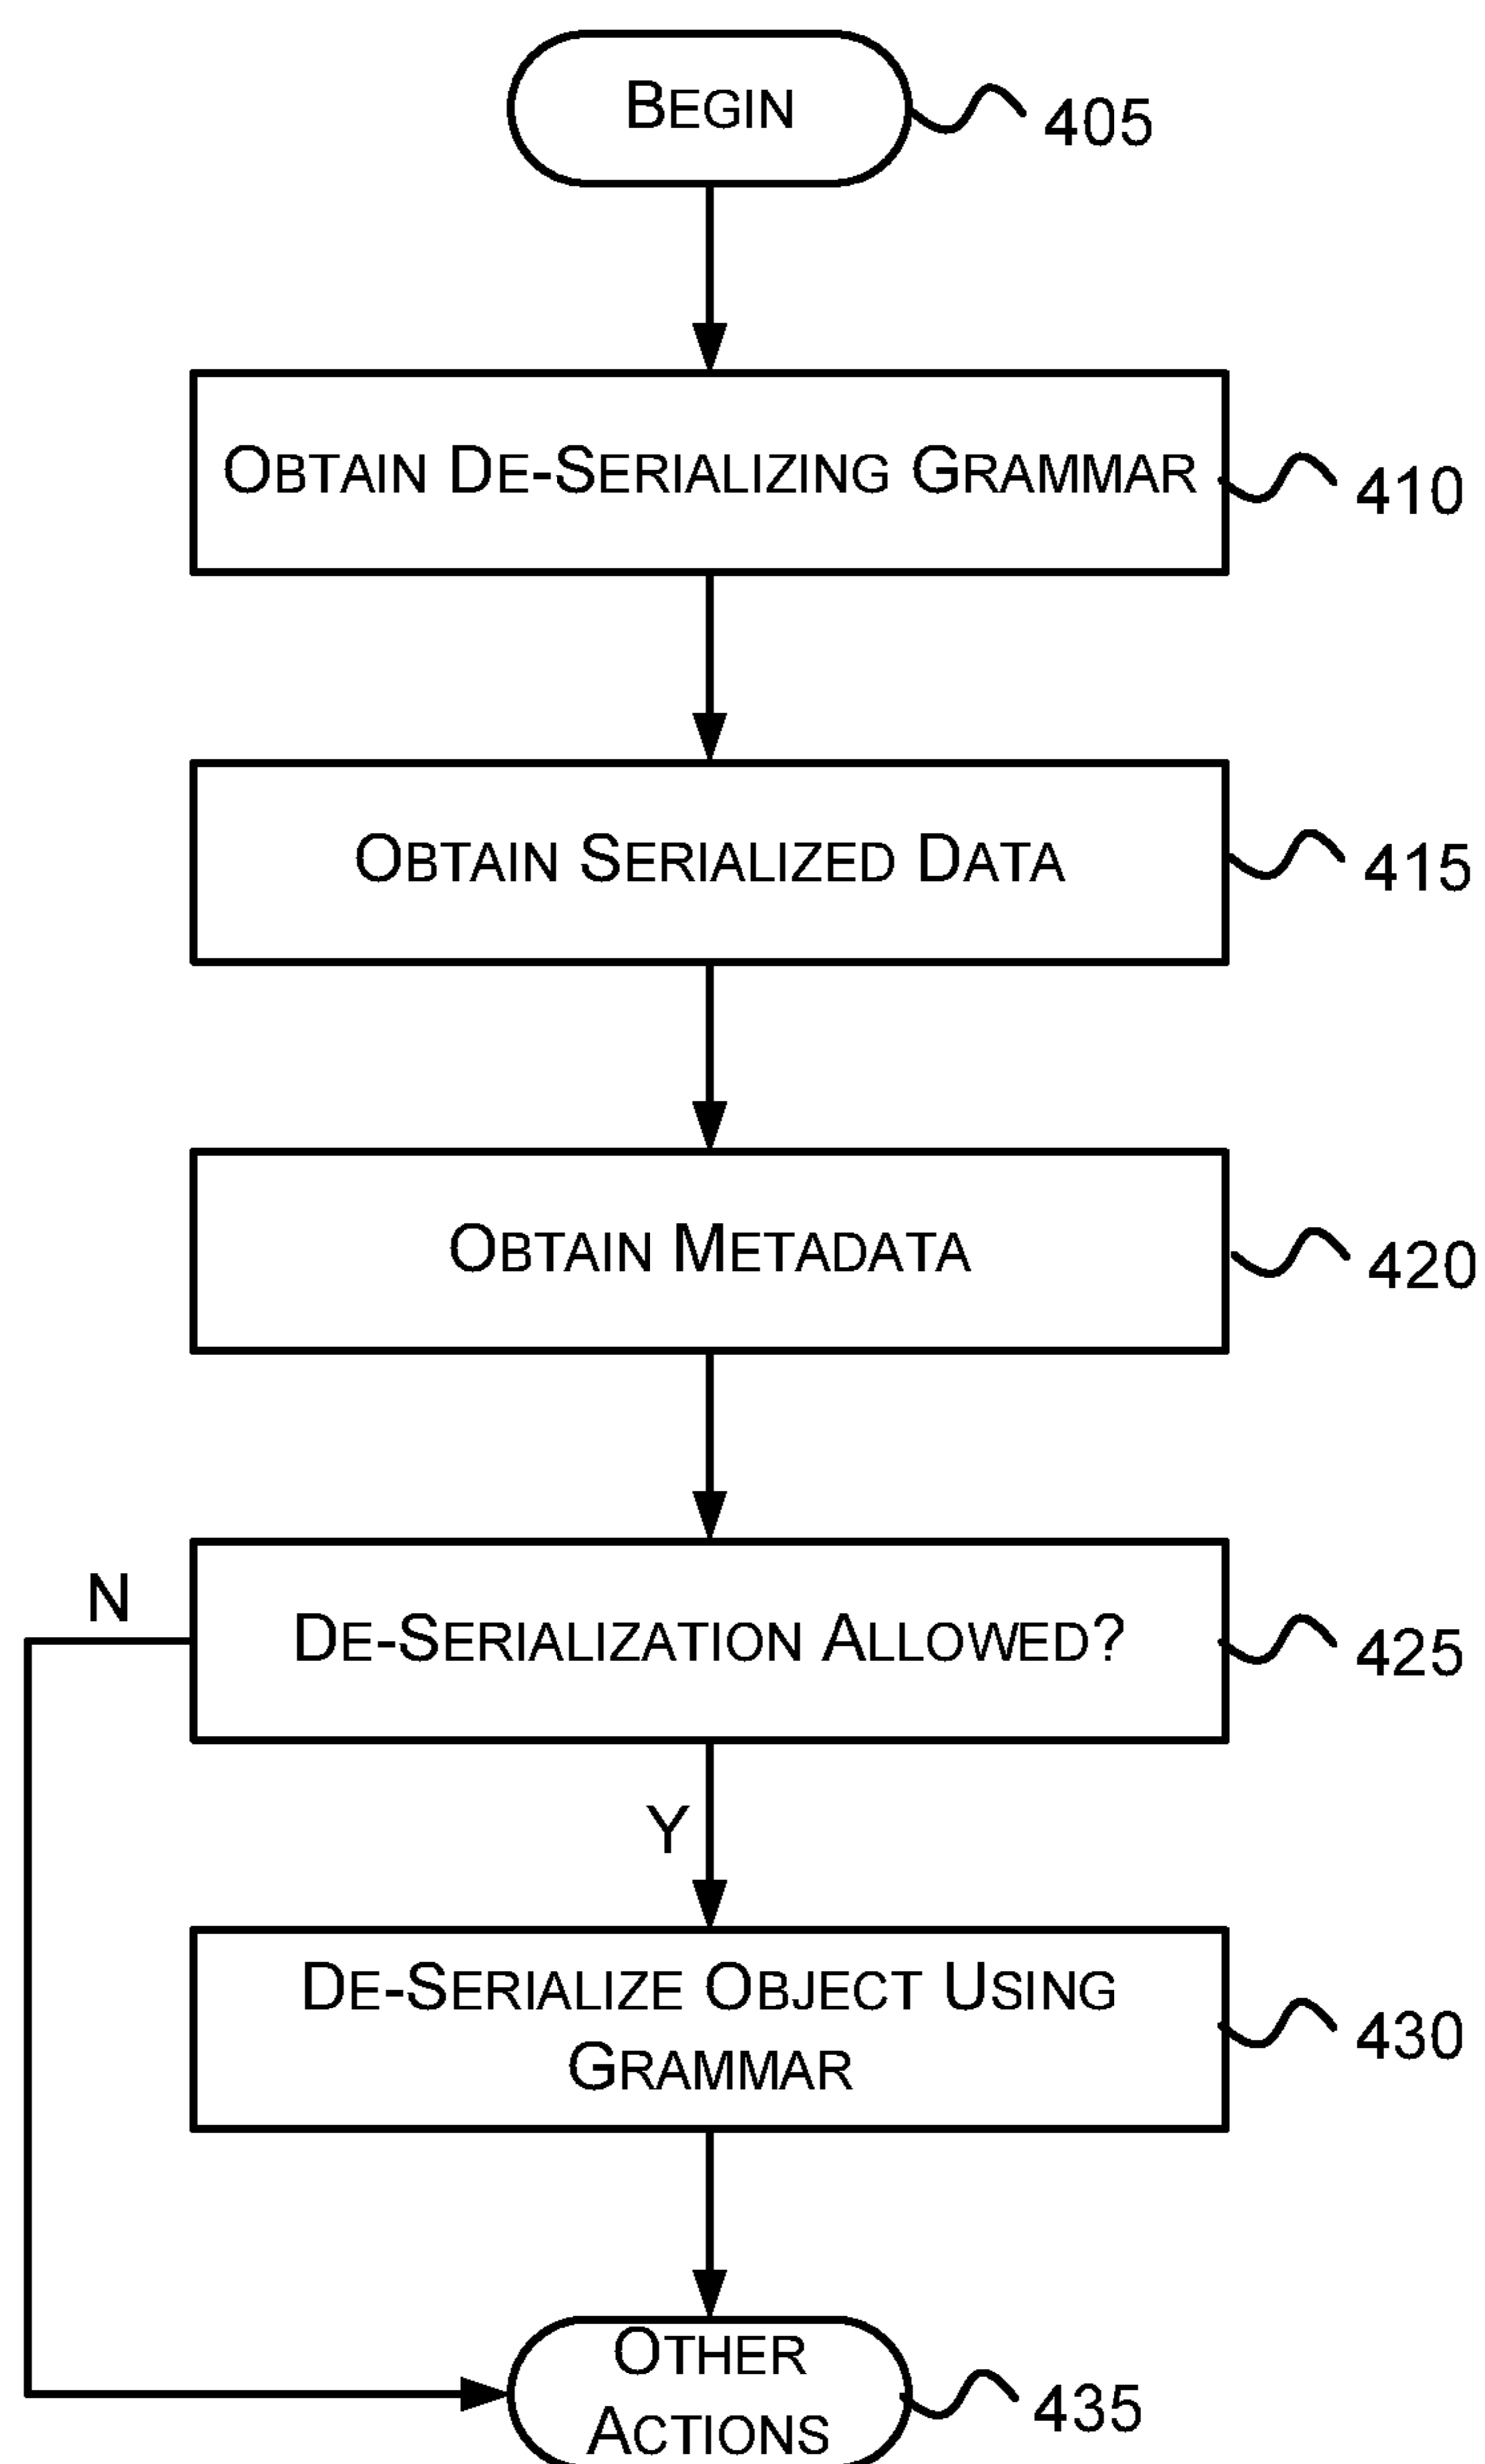 BEGIN
405
OBTAIN DE-SERIALIZING GRAMMAR
410
OBTAIN SERIALIZED DATA
415
OBTAIN METADATA
420
N
DE-SERIALIZATION ALLOWED?
425
Y
DE-SERIALIZE OBJECT USING
GRAMMAR
430
OTHER
ACTIONS
435